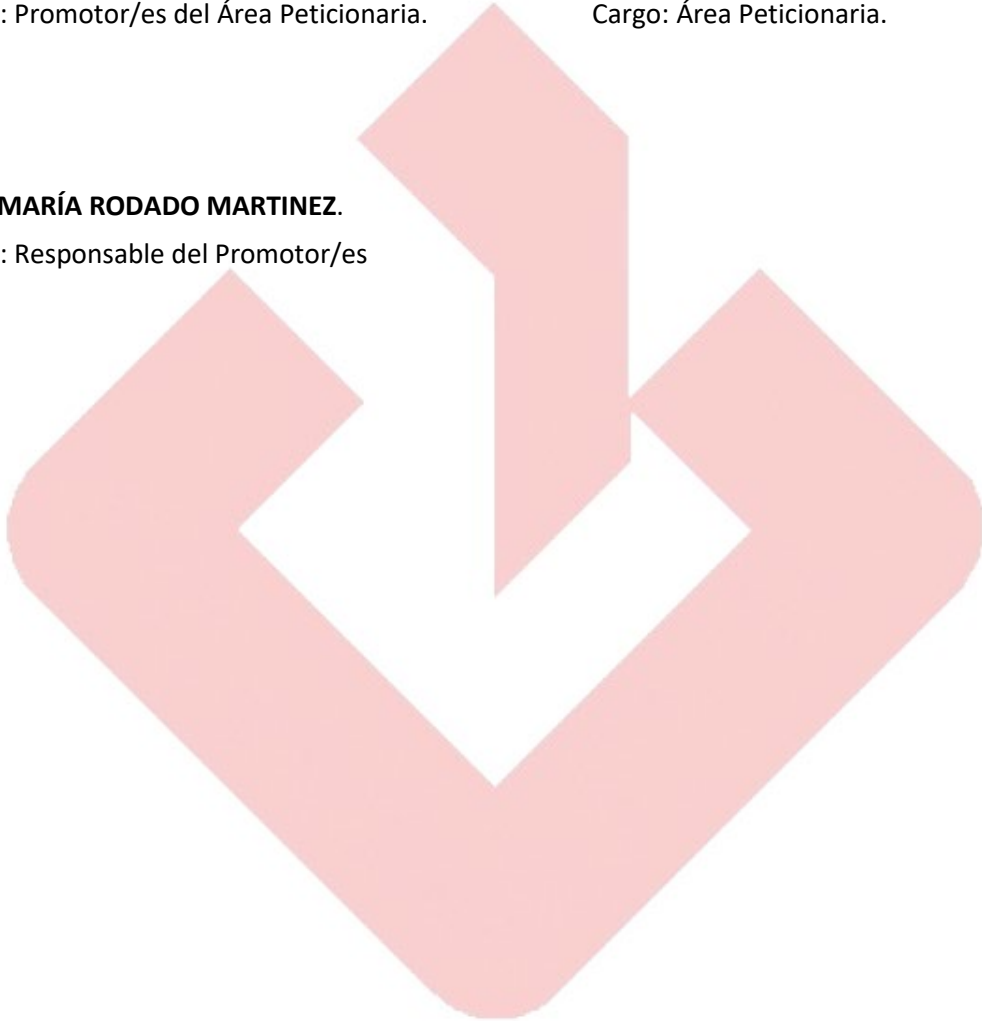 : Promotor/es del Área Peticionaria. Cargo: Área Peticionaria.
MARÍA RODADO MARTINEZ.
: Responsable del Promotor/es